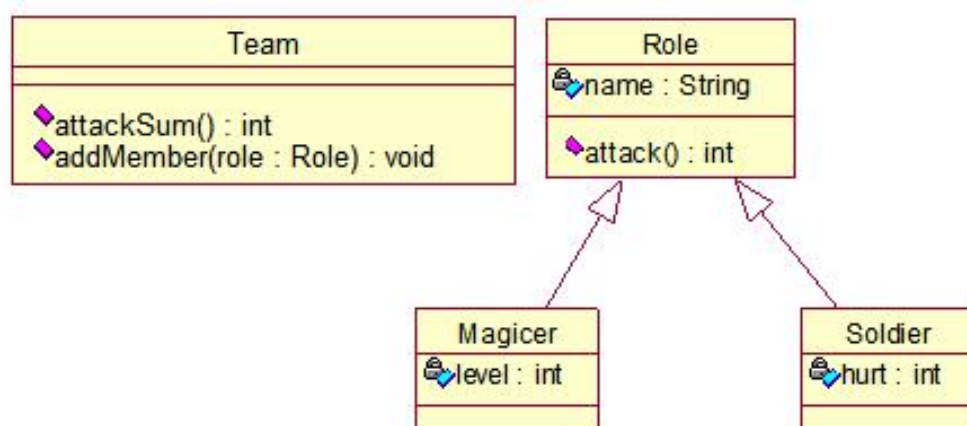 Team
attackSum() : int
addMember(role : Role) : void
Role
name : String
attack() : int
Magicer
level : int
Soldier
hurt : int